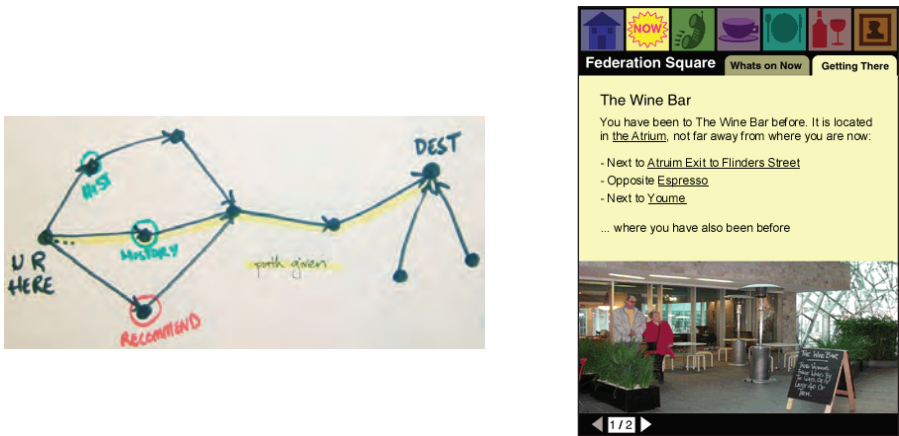 HIST
HISTORY
U R
HERE
RECOMMEND
path given
DEST
NOW
Federation Square
Whats on Now
Getting There
The Wine Bar
You have been to The Wine Bar before. It is located
in the Atrium, not far away from where you are now:
- Next to Atruim Exit to Flinders Street
- Opposite Espresso
- Next to Youme
... where you have also been before
THE WINE BAR
1 / 2